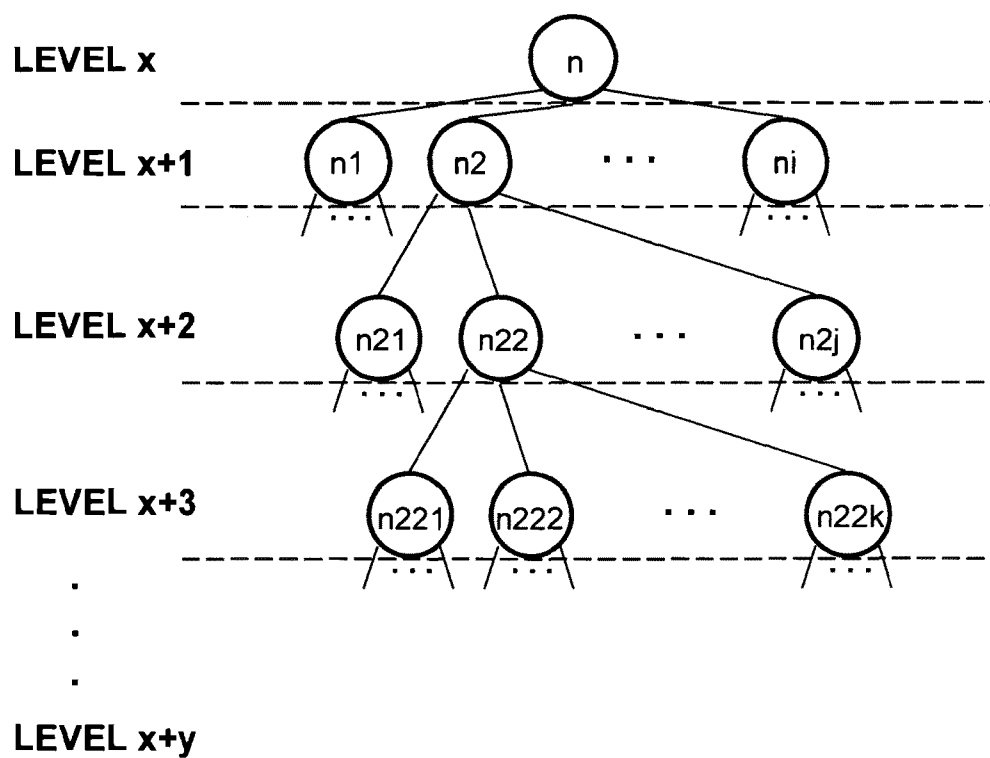 LEVEL x
n
LEVEL x+1
n1 n2 ... ni
... ...
LEVEL x+2
n21 n22 ... n2j
... ...
LEVEL x+3
n221 n222 ... n22k
... ... ...
.
.
.
LEVEL x+y